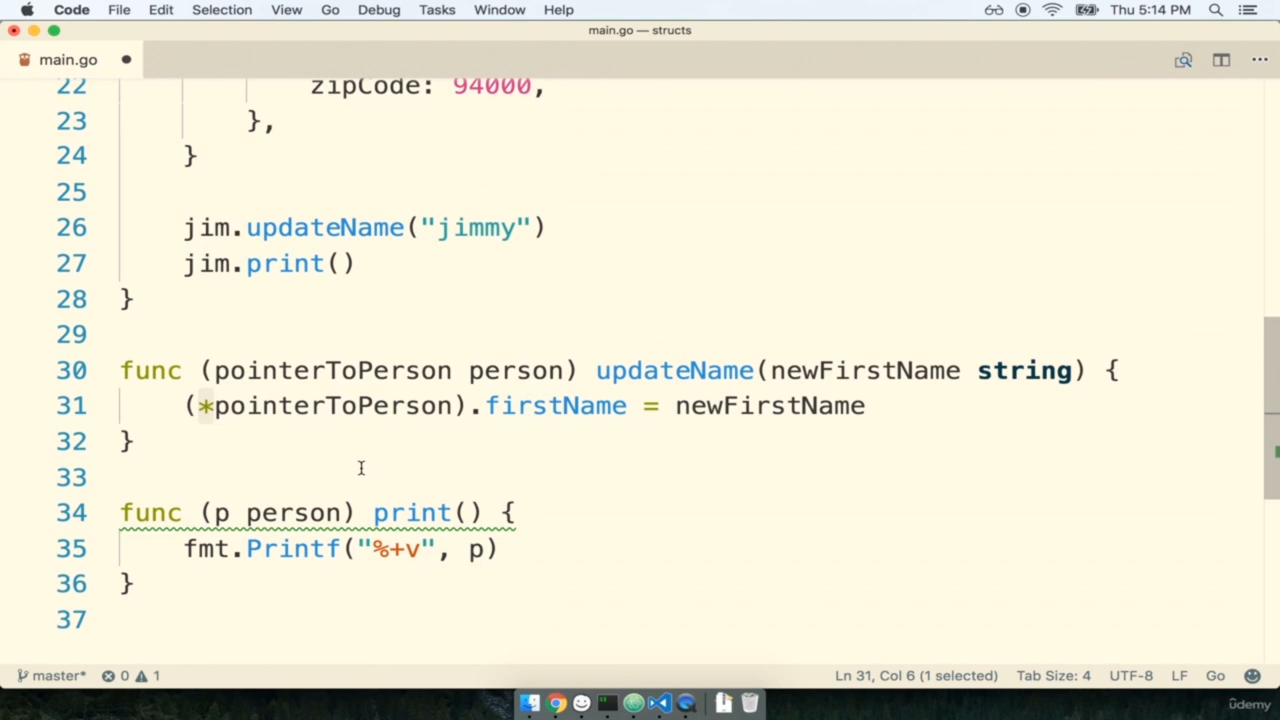 Code File Edit Selection View Go Debug Tasks Window Help Thu 5:14 PM
main.go — structs
main.go
22 zipCode: 94000,
23 },
24 }
25
26 jim.updateName("jimmy")
27 jim.print()
28 }
29
30 func (pointerToPerson person) updateName(newFirstName string) {
31 (*pointerToPerson).firstName = newFirstName
32 }
33
34 func (p person) print() {
35 fmt.Printf("%+v", p)
36 }
37
master* 0 1 Ln 31, Col 6 (1 selected) Tab Size: 4 UTF-8 LF Go
ûdemy